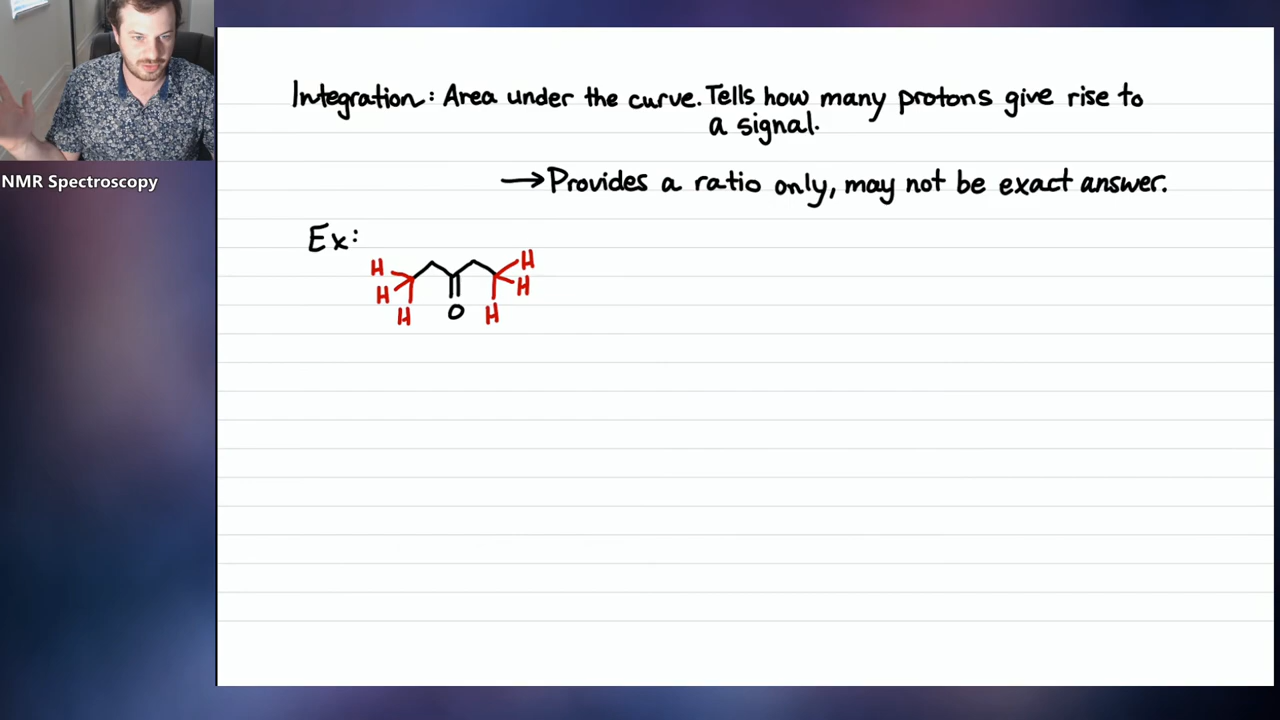 Integration: Area under the curve. Tells how many protons give rise to
a signal.
NMR Spectroscopy
→ Provides a ratio only, may not be exact answer.
Ex:
H H
H H
H O H